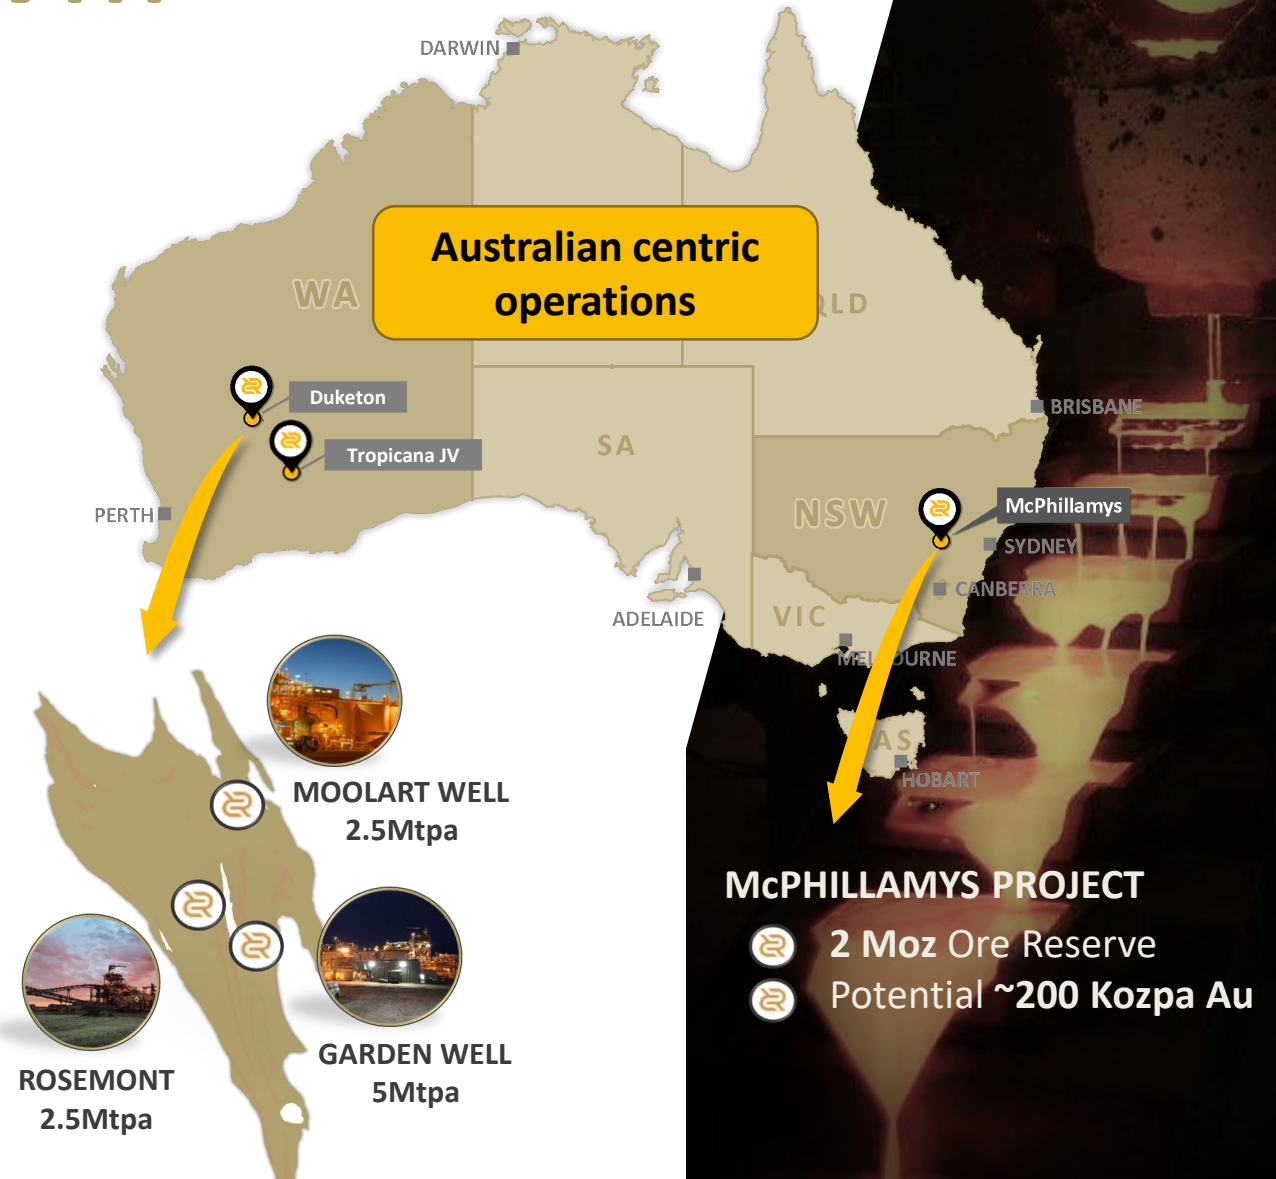 DARWIN
Australian centric
operations
WA
QLD
Duketon
Tropicana JV
BRISBANE
SA
NSW
McPhillamys
PERTH
SYDNEY
CANBERRA
ADELAIDE
VIC
MELBOURNE
TAS
HOBART
MOOLART WELL
2.5Mtpa
ROSEMONT
2.5Mtpa
GARDEN WELL
5Mtpa
McPHILLAMYS PROJECT
2 Moz Ore Reserve
Potential ~200 Kozpa Au